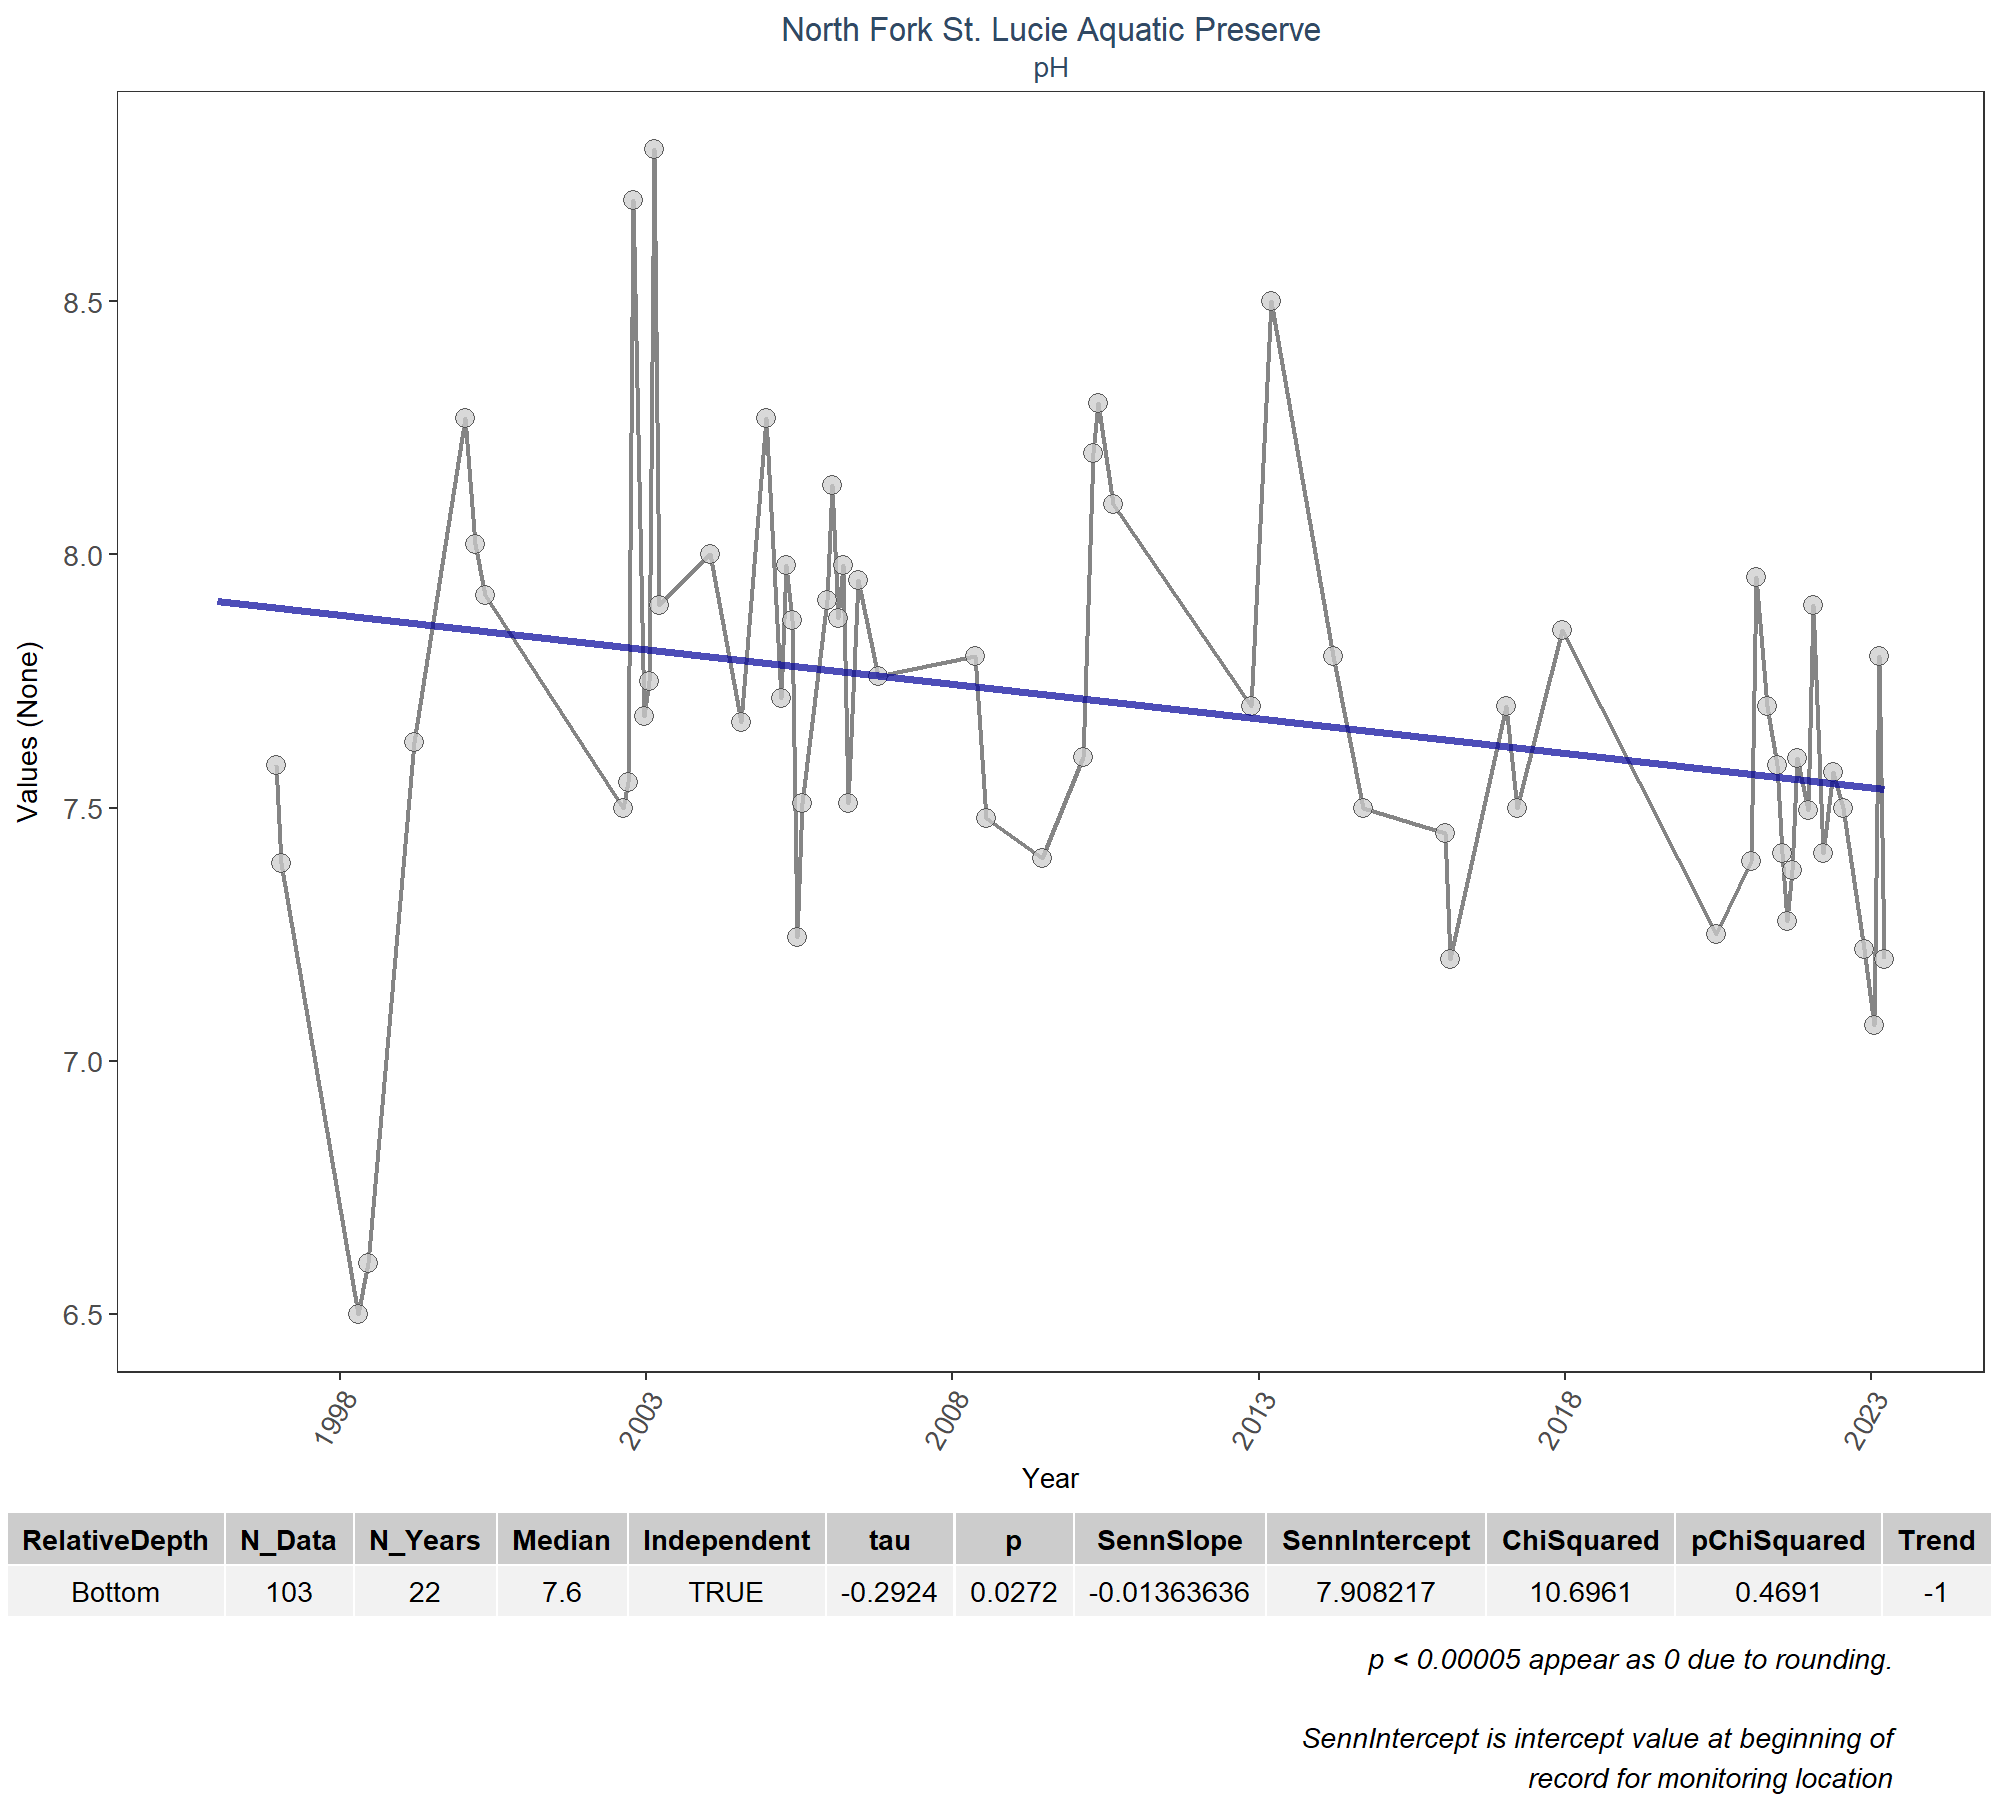 North Fork St. Lucie Aquatic Preserve
pH
Values (None)
8.5
8.0
7.5
7.0
6.5
1998 2003 2008 2013 2018 2023
Year
RelativeDepth N_Data N_Years Median Independent tau p SennSlope SennIntercept ChiSquared pChiSquared Trend
Bottom 103 22 7.6 TRUE -0.2924 0.0272 -0.01363636 7.908217 10.6961 0.4691 -1
p < 0.00005 appear as 0 due to rounding.
SennIntercept is intercept value at beginning of
record for monitoring location